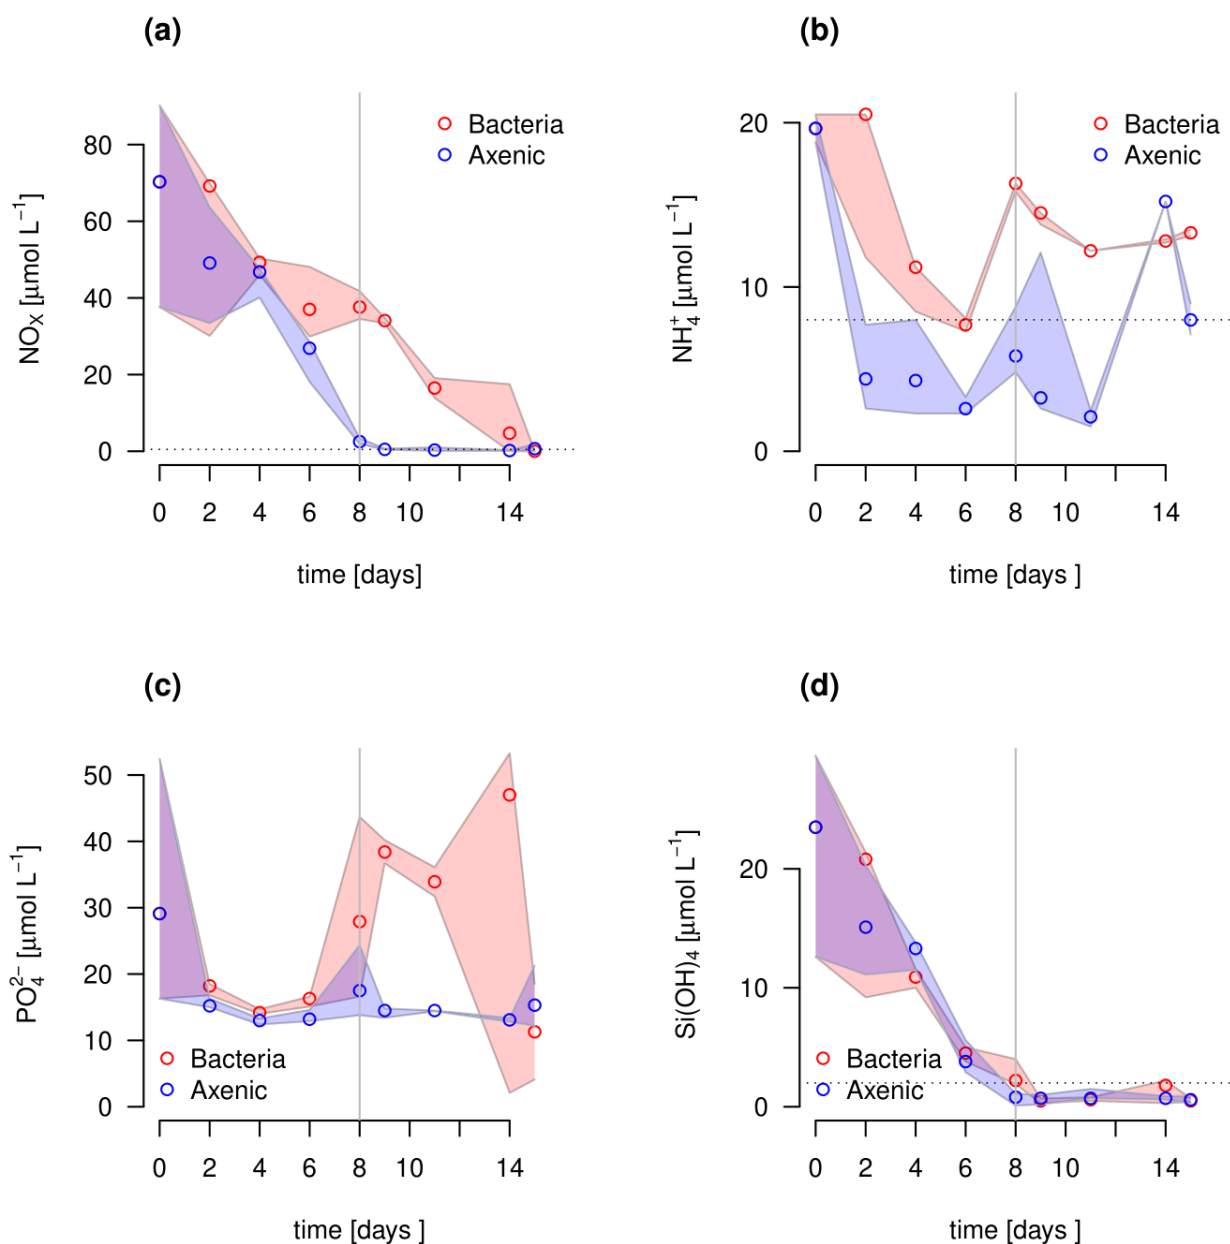 (a)
NOX [μmol L−1]
80
60
40
20
0
Bacteria
Axenic
0 2 4 6 8 10 14
time [days]
(b)
NH4+ [μmol L−1]
20
10
0
Bacteria
Axenic
0 2 4 6 8 10 14
time [days ]
(c)
PO42− [μmol L−1]
50
40
30
20
10
0
Bacteria
Axenic
0 2 4 6 8 10 14
time [days ]
(d)
Si(OH)4 [μmol L−1]
20
10
0
Bacteria
Axenic
0 2 4 6 8 10 14
time [days ]